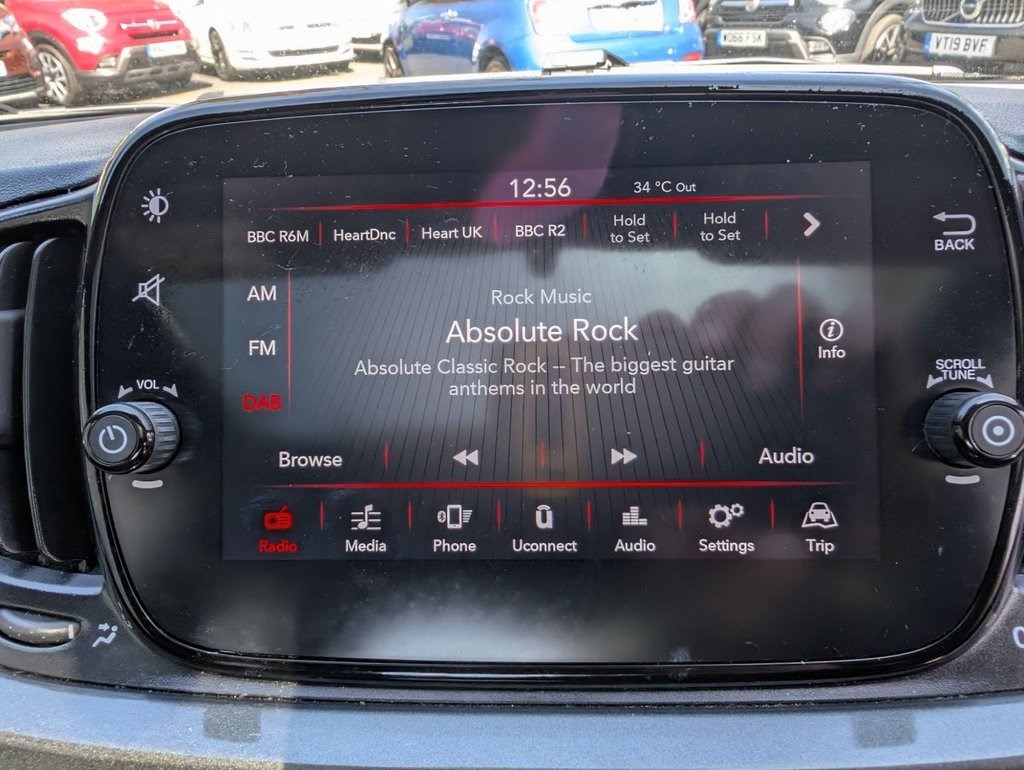 WO66 FSK
VT19 BVF
12:56
34 °C Out
BBC R6M
HeartDnc
Heart UK
BBC R2
Hold
to Set
Hold
to Set
BACK
AM
FM
DAB
Rock Music
Absolute Rock
Absolute Classic Rock -- The biggest guitar
anthems in the world
Info
VOL
SCROLL
TUNE
Browse
Audio
Radio
Media
Phone
Uconnect
Audio
Settings
Trip